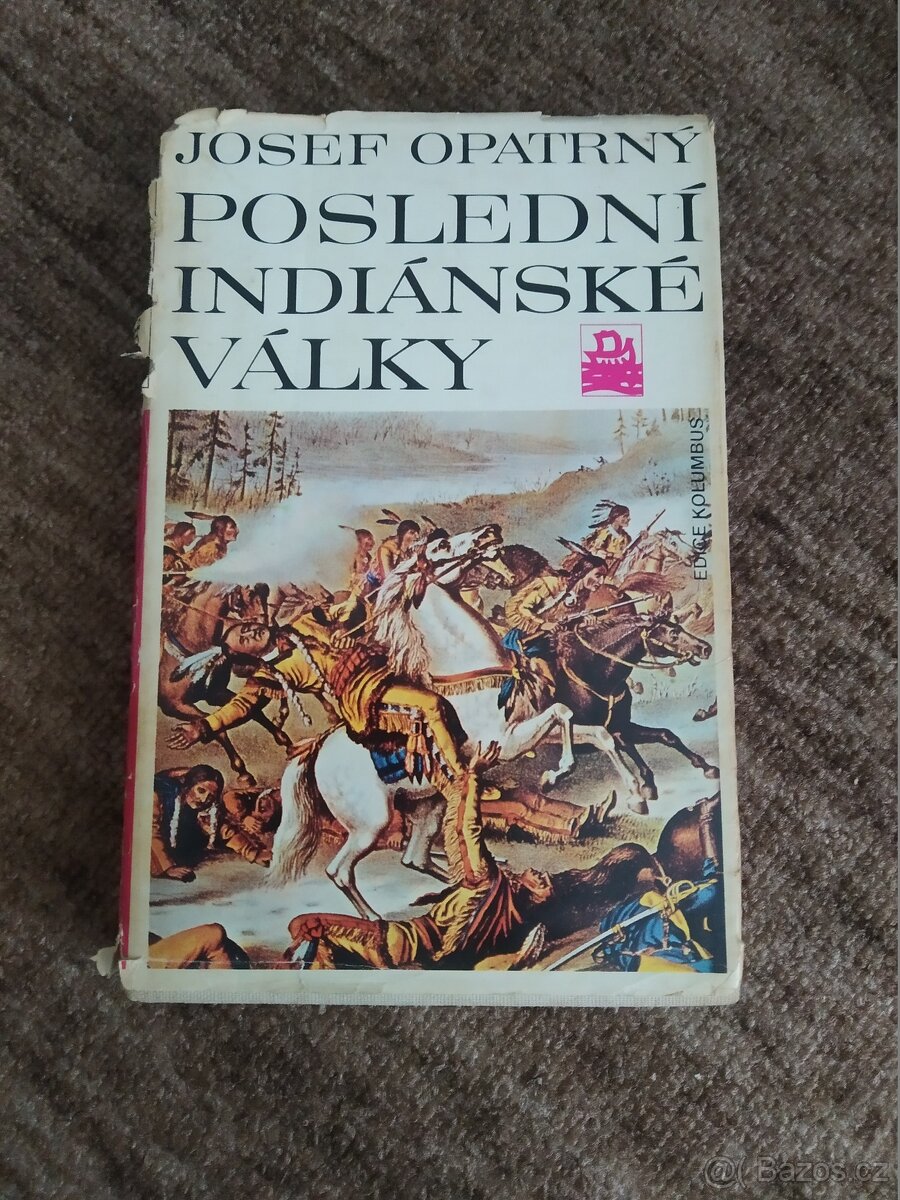 JOSEF OPATRNÝ
POSLEDNÍ
INDIÁNSKÉ
VÁLKY
EDICE KOLUMBUS
@ Bazos.cz